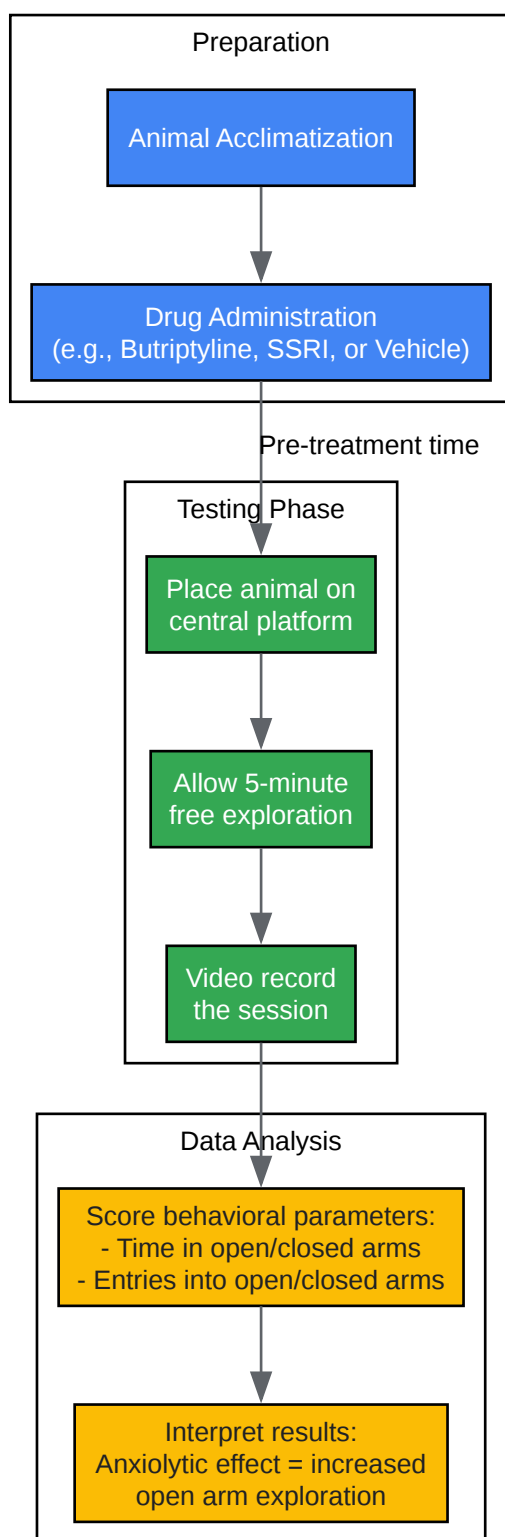 Preparation
Animal Acclimatization
Drug Administration
(e.g., Butriptyline, SSRI, or Vehicle)
Pre-treatment time
Testing Phase
Place animal on
central platform
Allow 5-minute
free exploration
Video record
the session
Data Analysis
Score behavioral parameters:
- Time in open/closed arms
- Entries into open/closed arms
Interpret results:
Anxiolytic effect = increased
open arm exploration